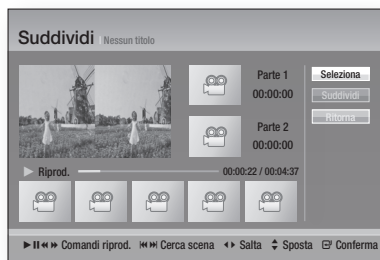 Suddividi Nessun titolo
Parte 1
00:00:00
Parte 2
00:00:00
Seleziona
Suddividi
Ritorna
Riprod. 00:00:22 / 00:04:37
Comandi riprod. Cerca scena Salta Sposta Conferma